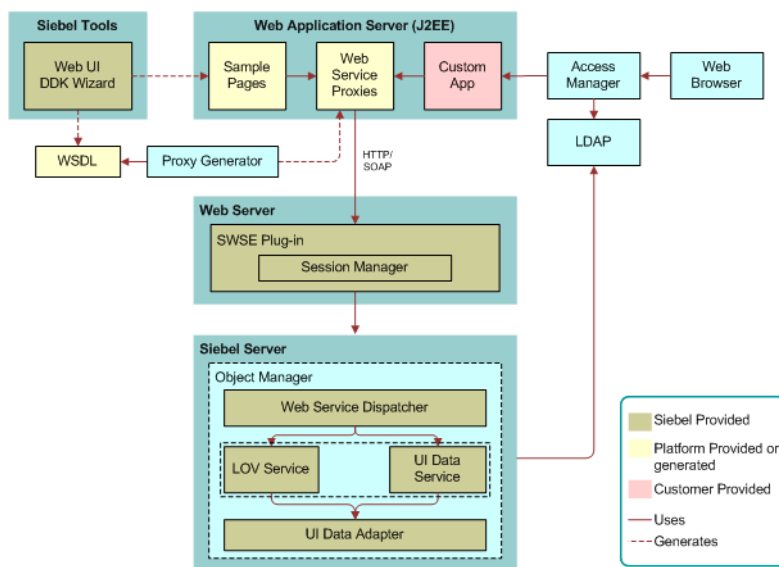 Siebel Tools
Web Application Server (J2EE)
Web UI
DDK Wizard
Sample
Pages
Web
Service
Proxies
Custom
App
Access
Manager
Web
Browser
LDAP
WSDL
Proxy Generator
HTTP/
SOAP
Web Server
SWSE Plug-in
Session Manager
Siebel Server
Object Manager
Web Service Dispatcher
LOV Service
UI Data
Service
UI Data Adapter
Siebel Provided
Platform Provided or
generated
Customer Provided
Uses
Generates